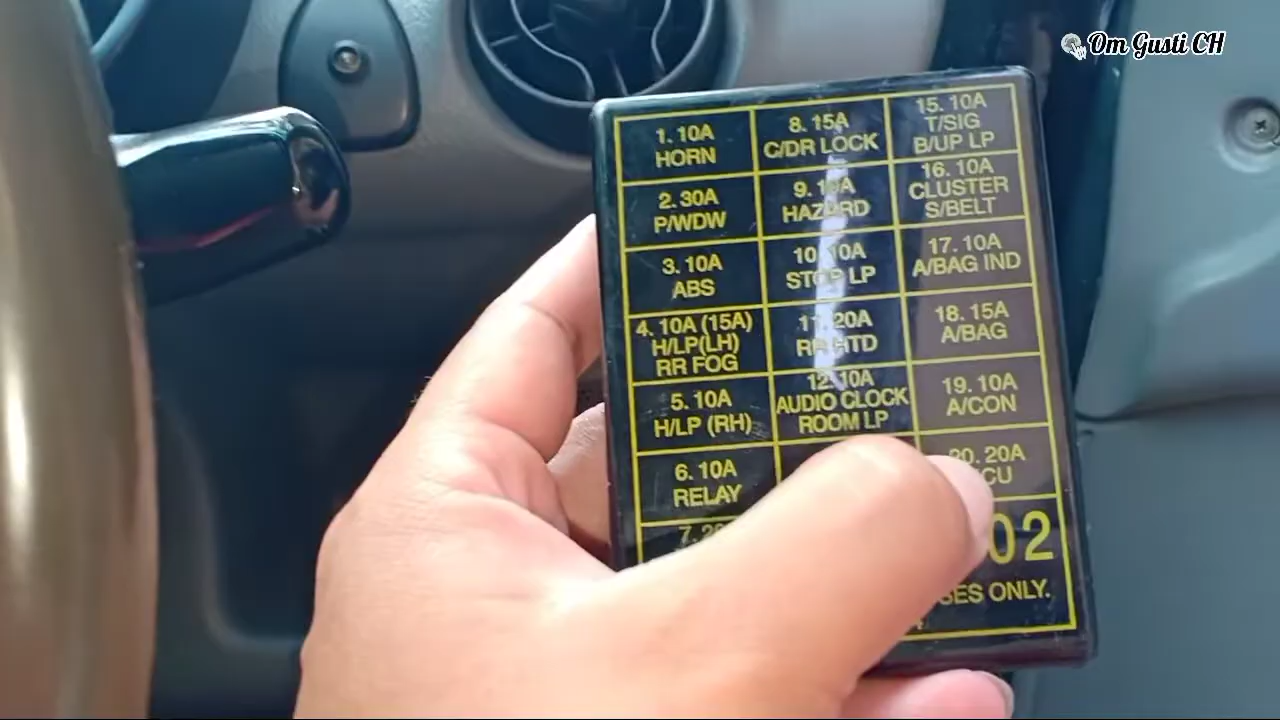 Om Gusti CH
1. 10A
HORN
2. 30A
P/WDW
3. 10A
ABS
4. 10A (15A)
H/LP(LH)
RR FOG
5. 10A
H/LP (RH)
6. 10A
RELAY
8. 15A
C/DR LOCK
9. 10A
HAZARD
10. 10A
STOP LP
11. 20A
RR HTD
12. 10A
AUDIO CLOCK
ROOM LP
15. 10A
T/SIG
B/UP LP
16. 10A
CLUSTER
S/BELT
17. 10A
A/BAG IND
18. 15A
A/BAG
19. 10A
A/CON
20. 20A
02
ONLY.